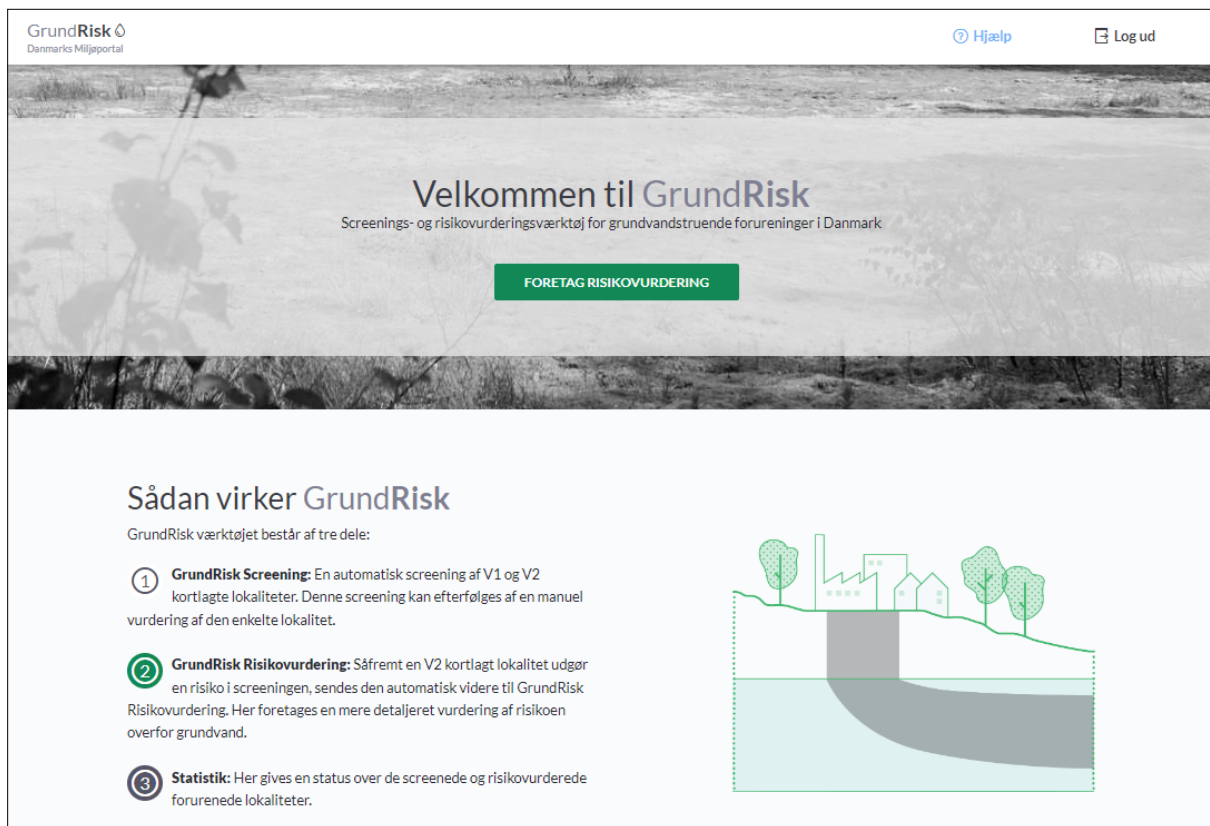 GrundRisk
Danmarks Miljøportal
Hjælp
Log ud
Velkommen til GrundRisk
Screenings- og risikovurderingsværktøj for grundvandstruende forureninger i Danmark
FORETAG RISIKOVURDERING
Sådan virker GrundRisk
GrundRisk værktøjet består af tre dele:
1 GrundRisk Screening: En automatisk screening af V1 og V2
kortlagte lokaliteter. Denne screening kan efterfølges af en manuel
vurdering af den enkelte lokalitet.
2 GrundRisk Risikovurdering: Såfremt en V2 kortlagt lokalitet udgør
en risiko i screeningen, sendes den automatisk videre til GrundRisk
Risikovurdering. Her foretages en mere detaljeret vurdering af risikoen
overfor grundvand.
3 Statistik: Her gives en status over de screenede og risikovurderede
forurenede lokaliteter.